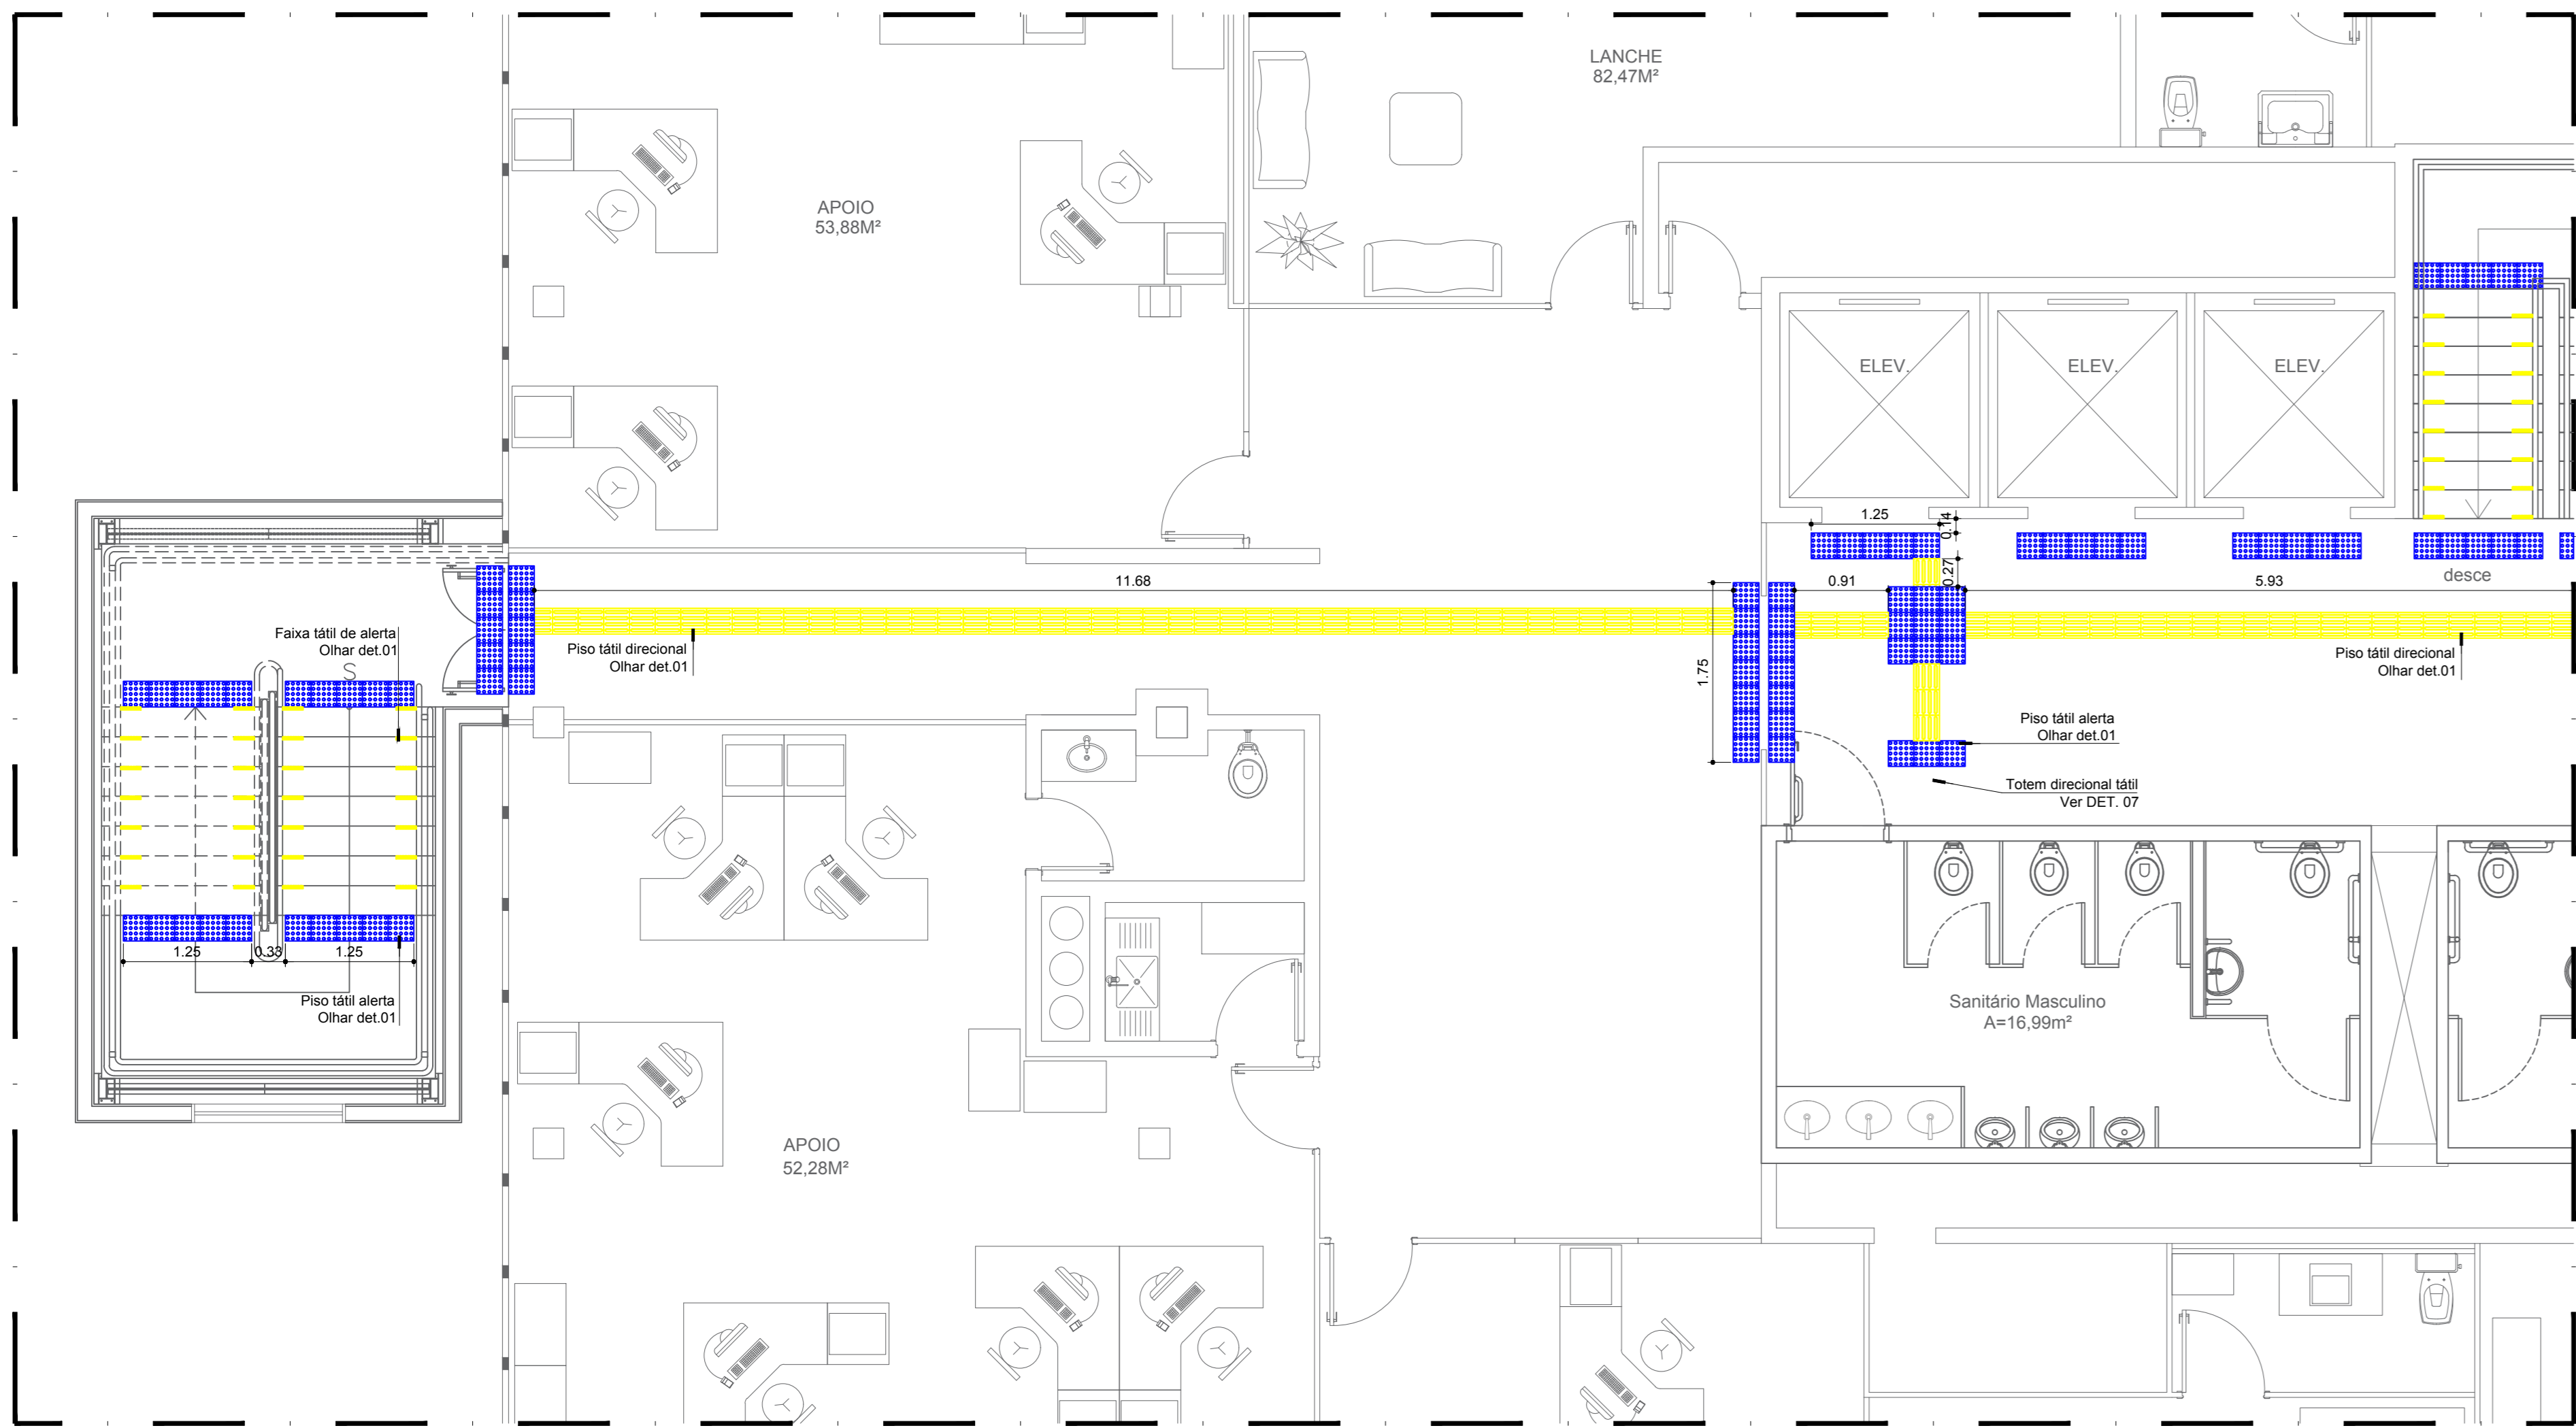 LANCHE
82,47M²
APOIO
53,88M²
ELEV.
ELEV.
ELEV.
1.25
0.14
11.68
0.91
0.27
5.93
desce
Faixa tátil de alerta
Olhar det.01
S
Piso tátil direcional
Olhar det.01
1.75
Piso tátil direcional
Olhar det.01
Piso tátil alerta
Olhar det.01
Totem direcional tátil
Ver DET. 07
1.25
0.33
1.25
Piso tátil alerta
Olhar det.01
Sanitário Masculino
A=16,99m²
APOIO
52,28M²